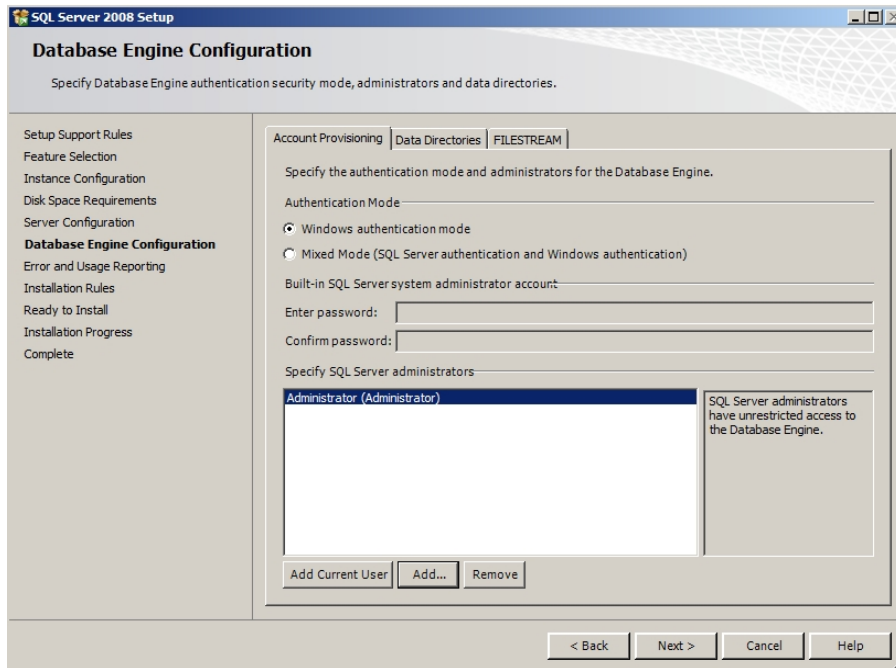 SQL Server 2008 Setup
Database Engine Configuration
Specify Database Engine authentication security mode, administrators and data directories.
Setup Support Rules
Feature Selection
Instance Configuration
Disk Space Requirements
Server Configuration
Database Engine Configuration
Error and Usage Reporting
Installation Rules
Ready to Install
Installation Progress
Complete
Account Provisioning Data Directories FILESTREAM
Specify the authentication mode and administrators for the Database Engine.
Authentication Mode
Windows authentication mode
Mixed Mode (SQL Server authentication and Windows authentication)
Built-in SQL Server system administrator account
Enter password:
Confirm password:
Specify SQL Server administrators
Administrator (Administrator)
SQL Server administrators
have unrestricted access to
the Database Engine.
Add Current User Add... Remove
< Back Next > Cancel Help